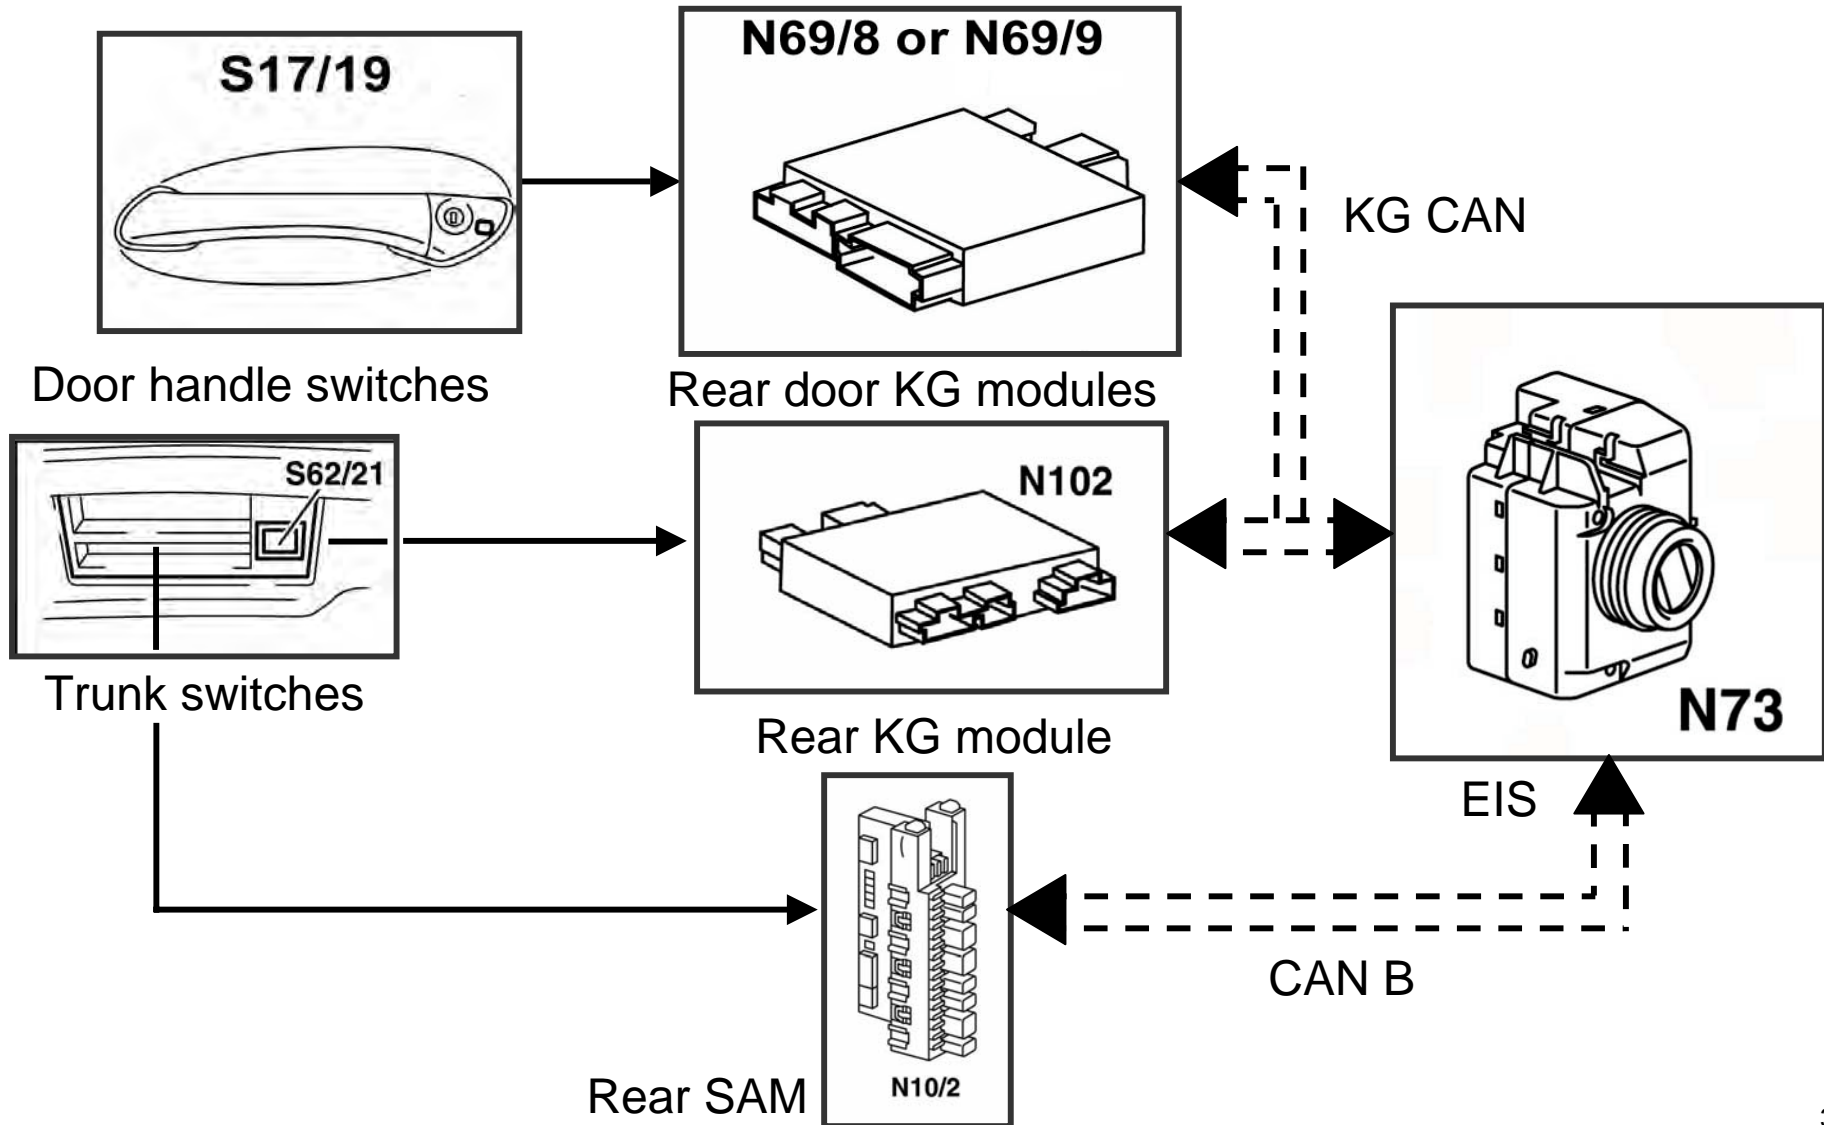 S17/19
N69/8 or N69/9
KG CAN
Door handle switches
Rear door KG modules
S62/21
N102
Trunk switches
Rear KG module
N73
EIS
CAN B
N10/2
Rear SAM